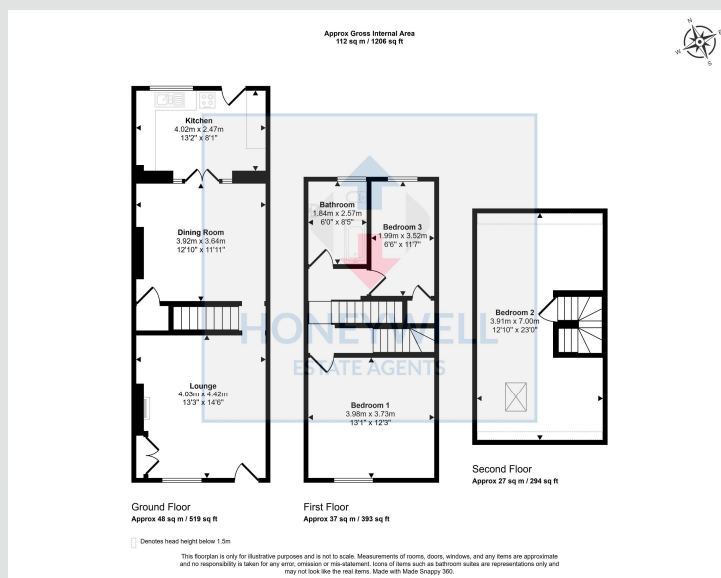 Approx Gross Internal Area
112 sq m / 1206 sq ft
N
E
S
W
Kitchen
4.02m x 2.47m
13'2" x 8'1"
Dining Room
3.92m x 3.64m
12'10" x 11'11"
Lounge
4.03m x 4.42m
13'3" x 14'6"
Bathroom
1.84m x 2.57m
6'0" x 8'5"
Bedroom 3
1.99m x 3.52m
6'6" x 11'7"
Bedroom 1
3.98m x 3.73m
13'1" x 12'3"
Bedroom 2
3.91m x 7.00m
12'10" x 23'0"
HONEYWELL
ESTATE AGENTS
Ground Floor
Approx 48 sq m / 519 sq ft
First Floor
Approx 37 sq m / 393 sq ft
Second Floor
Approx 27 sq m / 294 sq ft
Denotes head height below 1.5m
This floorplan is only for illustrative purposes and is not to scale. Measurements of rooms, doors, windows, and any items are approximate
and no responsibility is taken for any error, omission or mis-statement. Icons of items such as bathroom suites are representations only and
may not look like the real items. Made with Made Snappy 360.